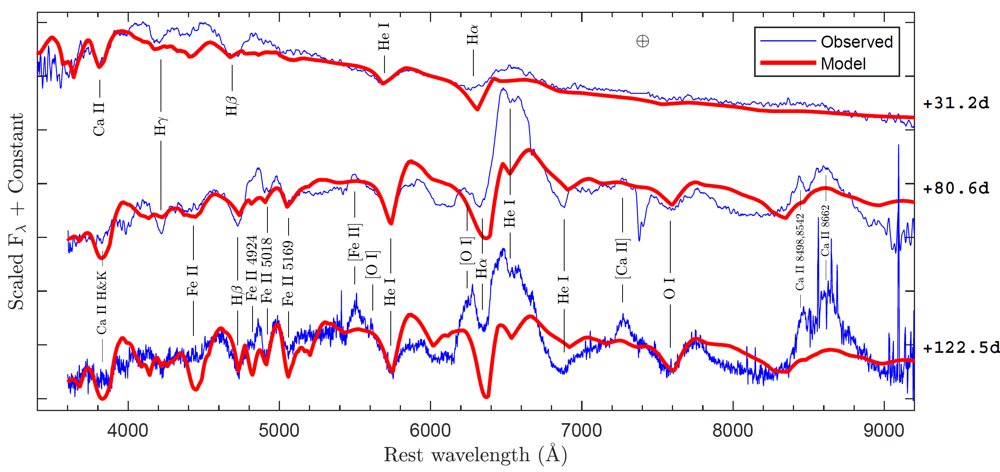 He I
Hα
⊕
Observed
Model
Ca II
Hγ
Hβ
+31.2d
+80.6d
+122.5d
Ca II H&K
Fe II
Hβ
Fe II 4924
Fe II 5018
Fe II 5169
[Fe II]
[O I]
He I
[O I]
Hα
He I
He I
[Ca II]
O I
Ca II 8498,8542
Ca II 8662
Scaled Fλ + Constant
4000 5000 6000 7000 8000 9000
Rest wavelength (Å)